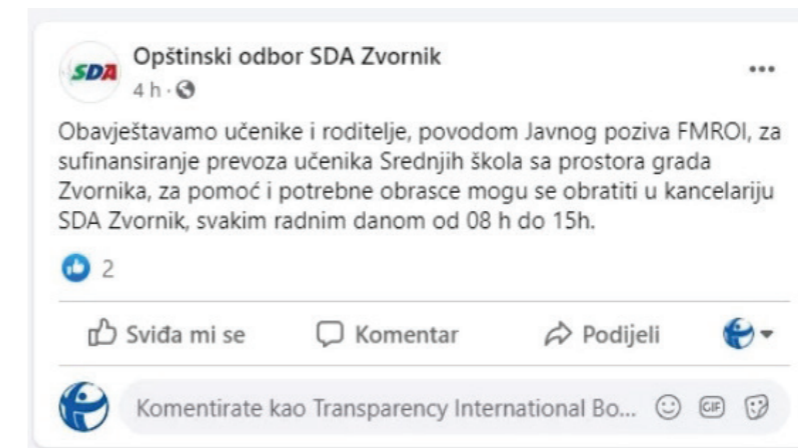 SDA
Opštinski odbor SDA Zvornik
4 h ·
Obavještavamo učenike i roditelje, povodom Javnog poziva FMROI, za
sufinansiranje prevoza učenika Srednjih škola sa prostora grada
Zvornika, za pomoć i potrebne obrasce mogu se obratiti u kancelariju
SDA Zvornik, svakim radnim danom od 08 h do 15h.
2
Sviđa mi se Komentar Podijeli
Komentirate kao Transparency International Bo... GIF